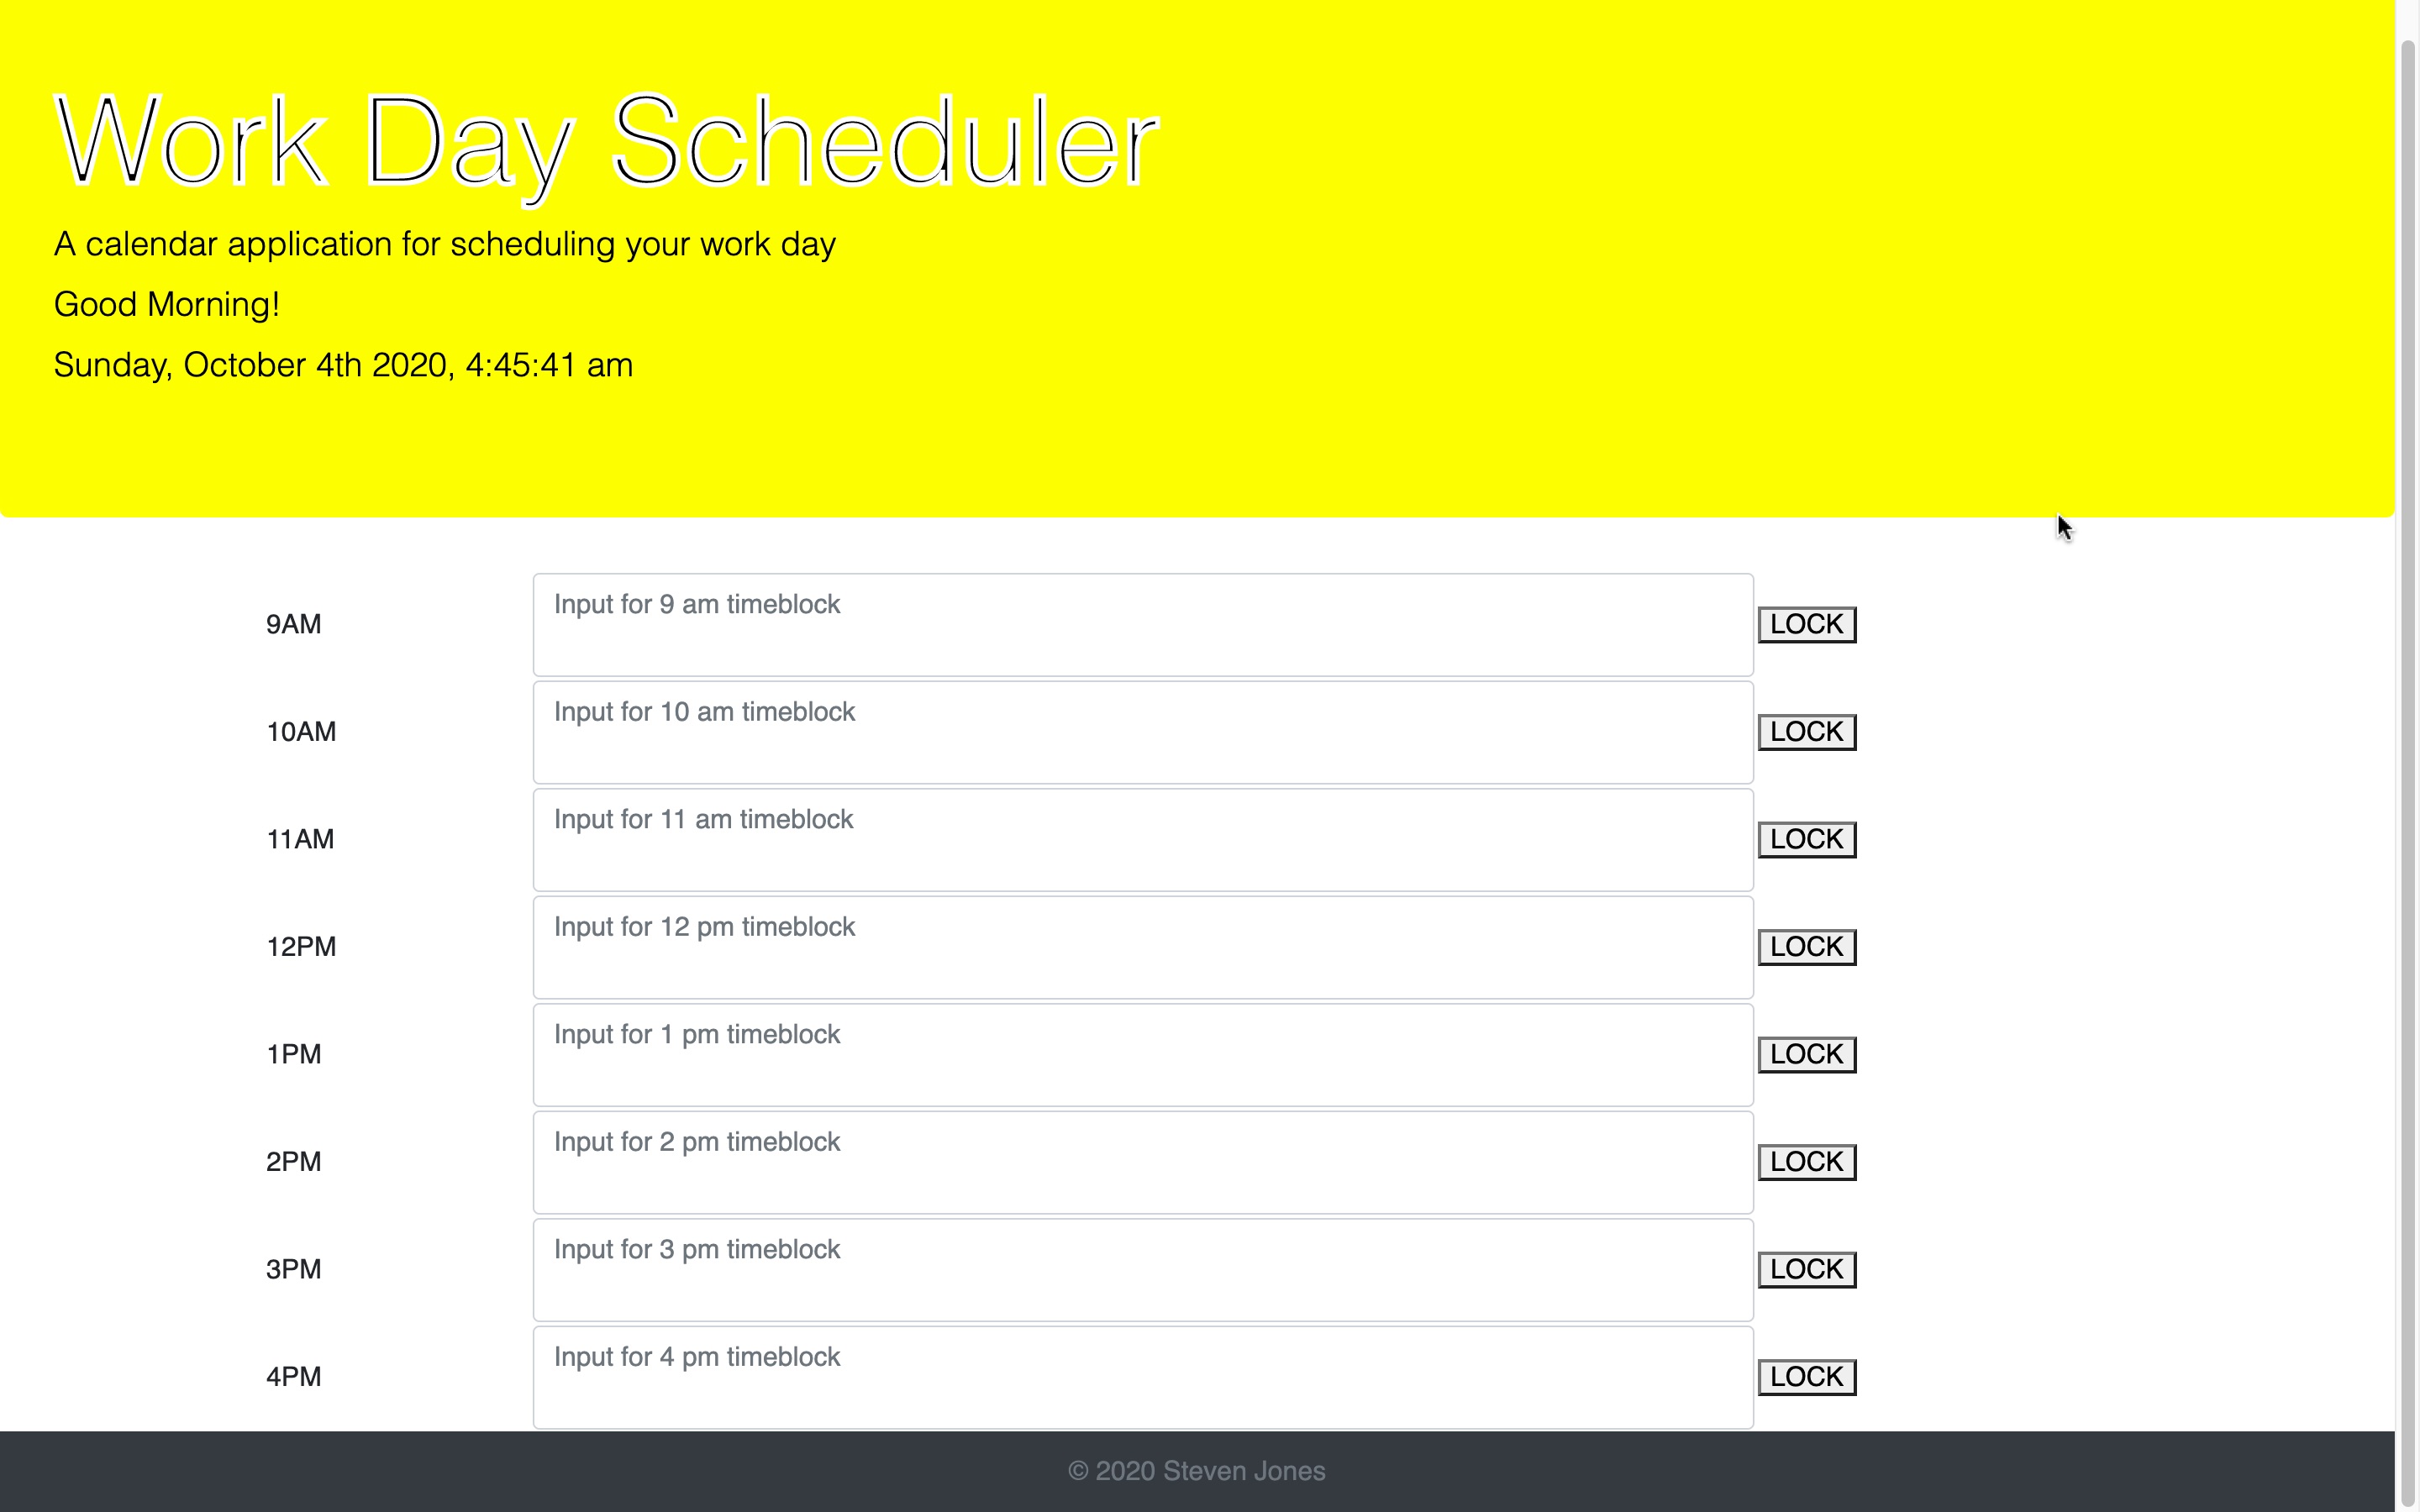 Work Day Scheduler
A calendar application for scheduling your work day
Good Morning!
Sunday, October 4th 2020, 4:45:41 am
9AM Input for 9 am timeblock LOCK
10AM Input for 10 am timeblock LOCK
11AM Input for 11 am timeblock LOCK
12PM Input for 12 pm timeblock LOCK
1PM Input for 1 pm timeblock LOCK
2PM Input for 2 pm timeblock LOCK
3PM Input for 3 pm timeblock LOCK
4PM Input for 4 pm timeblock LOCK
© 2020 Steven Jones